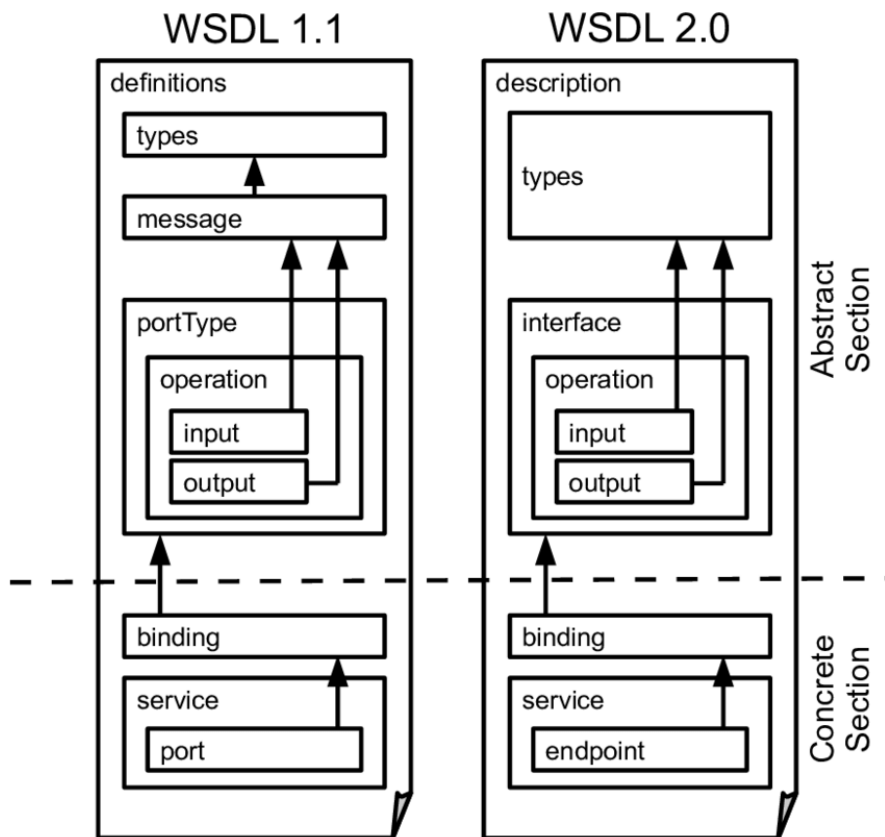 WSDL 1.1
definitions
types
message
portType
operation
input
output
binding
service
port
WSDL 2.0
description
types
interface
operation
input
output
binding
service
endpoint
Abstract
Section
Concrete
Section